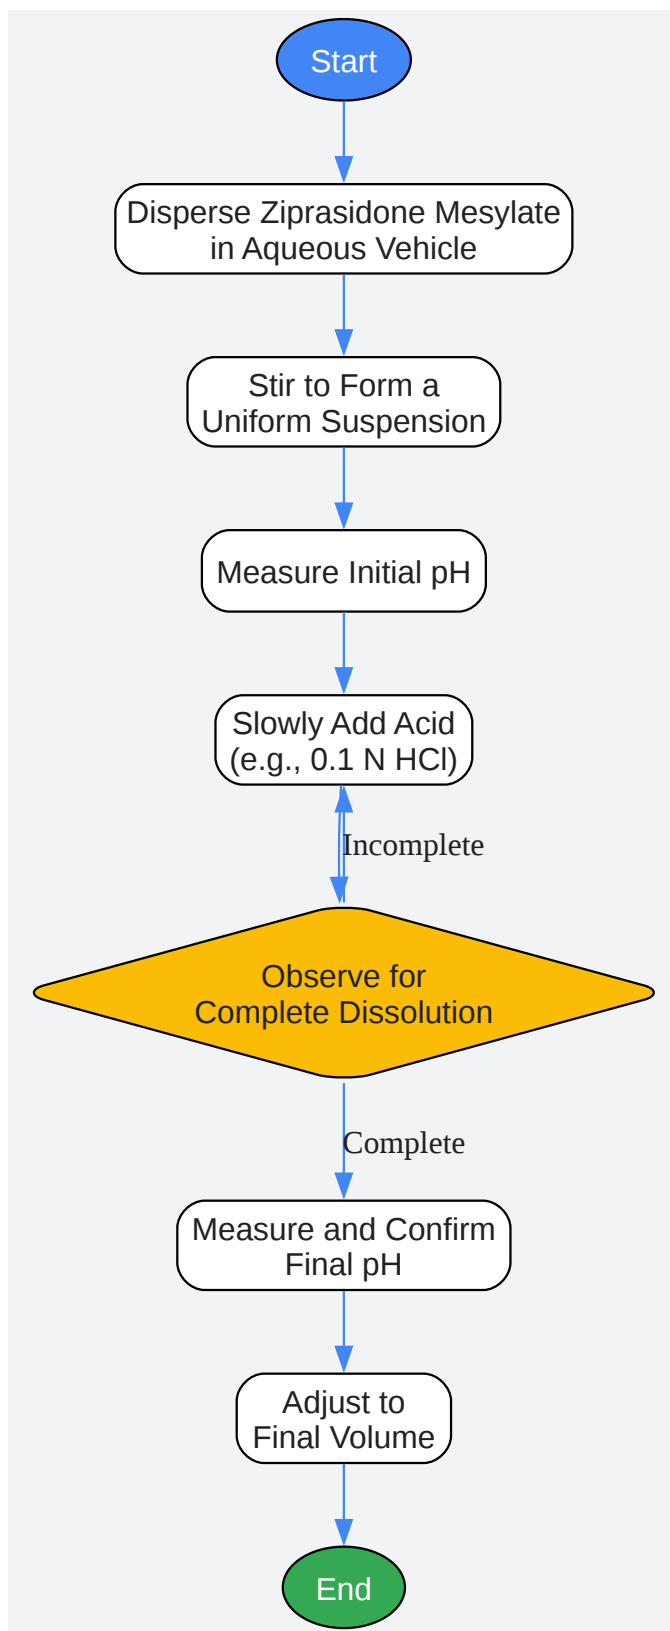 Start
Disperse Ziprasidone Mesylate
in Aqueous Vehicle
Stir to Form a
Uniform Suspension
Measure Initial pH
Slowly Add Acid
(e.g., 0.1 N HCl)
Incomplete
Observe for
Complete Dissolution
Complete
Measure and Confirm
Final pH
Adjust to
Final Volume
End